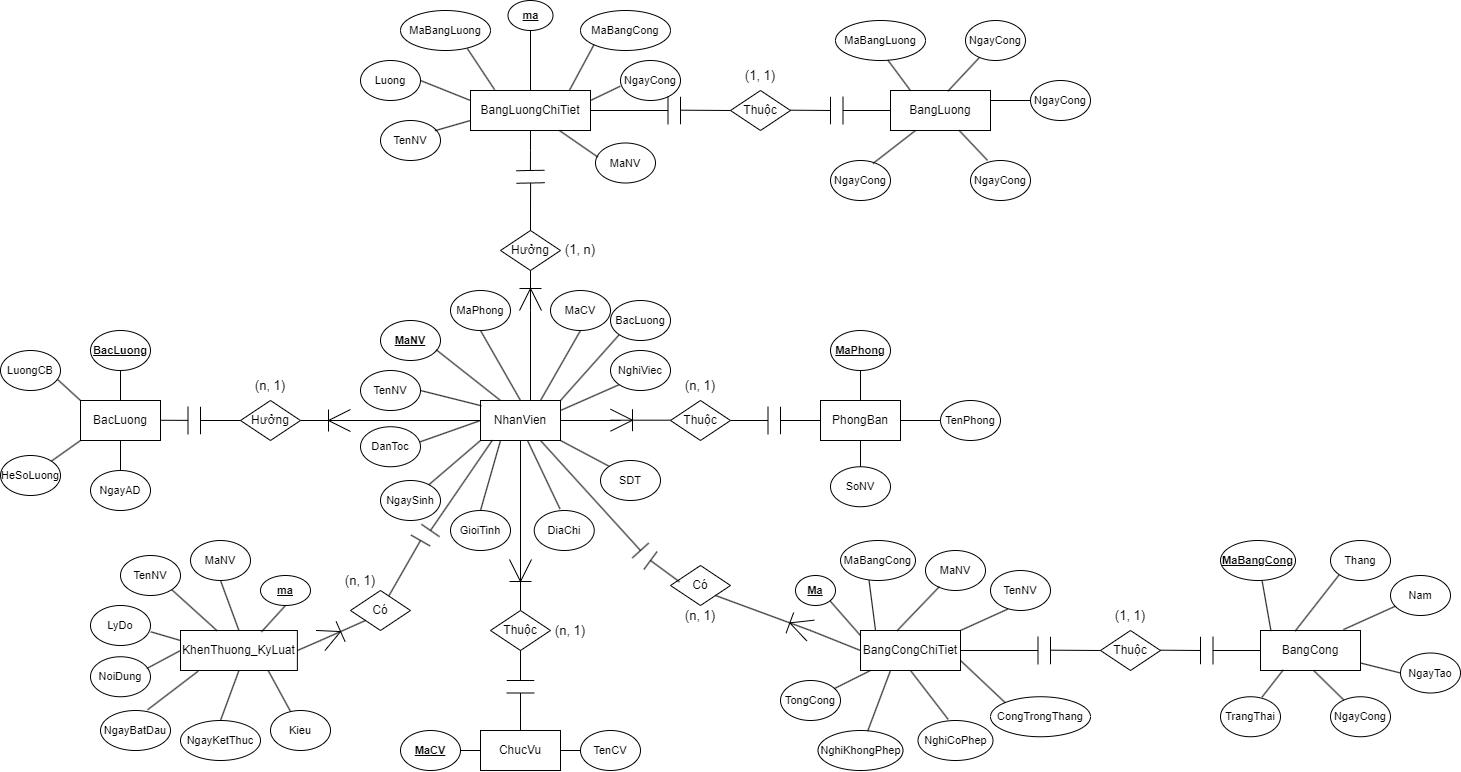 ma
MaBangLuong
MaBangCong
MaBangLuong
NgayCong
Luong
NgayCong
(1, 1)
NgayCong
BangLuongChiTiet
Thuộc
BangLuong
TenNV
MaNV
NgayCong
NgayCong
Hưởng
(1, n)
MaPhong
MaCV
BacLuong
MaNV
BacLuong
MaPhong
LuongCB
NghiViec
(n, 1)
(n, 1)
TenNV
BacLuong
Hưởng
NhanVien
Thuộc
PhongBan
TenPhong
DanToc
HeSoLuong
NgayAD
NgaySinh
SDT
SoNV
GioiTinh
DiaChi
MaNV
TenNV
ma
(n, 1)
Có
Có
(n, 1)
MaBangCong
MaNV
TenNV
Ma
MaBangCong
Thang
Nam
LyDo
Thuộc
(n, 1)
(1, 1)
KhenThuong_KyLuat
BangCongChiTiet
Thuộc
BangCong
NoiDung
NgayTao
TongCong
CongTrongThang
TrangThai
NgayCong
NgayBatDau
NgayKetThuc
Kieu
NghiKhongPhep
NghiCoPhep
MaCV
ChucVu
TenCV